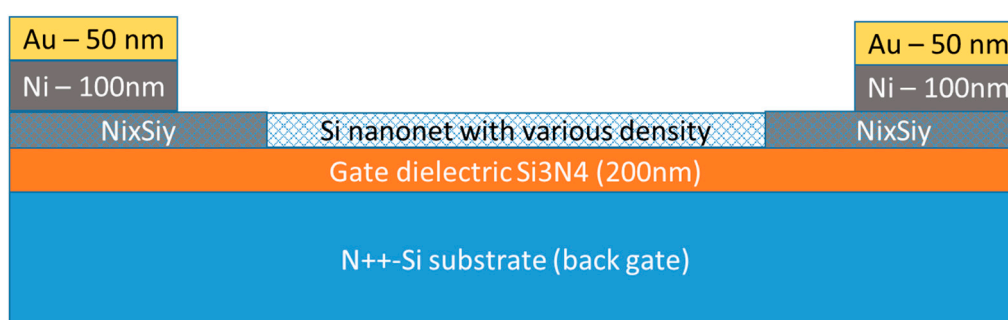 Au – 50 nm
Au – 50 nm
Ni – 100nm
Ni – 100nm
NixSiy
Si nanonet with various density
NixSiy
Gate dielectric Si3N4 (200nm)
N++-Si substrate (back gate)